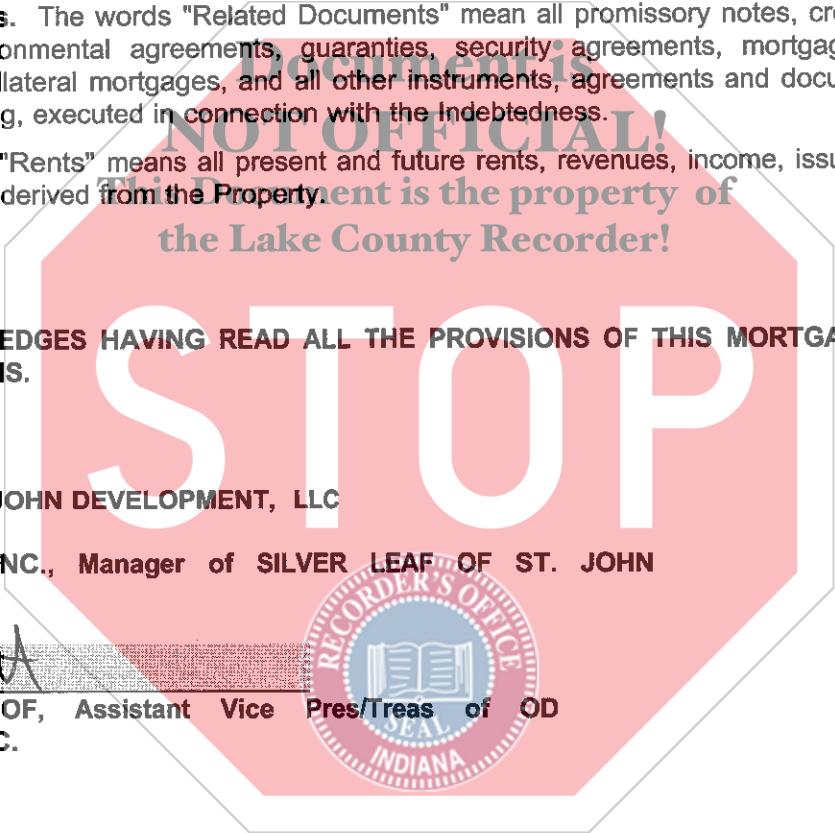 s. The words "Related Documents" mean all promissory notes, cr
onmental agreements, guaranties, security agreements, mortga
llateral mortgages, and all other instruments, agreements and docu
g, executed in connection with the Indebtedness.
Document is
NOT OFFICIAL!
"Rents" means all present and future rents, revenues, income, issu
derived from the Property.
This Document is the property of
the Lake County Recorder!
EDGES HAVING READ ALL THE PROVISIONS OF THIS MORTGA
IS.
STOP
JOHN DEVELOPMENT, LLC
NC., Manager of SILVER LEAF OF ST. JOHN
OF, Assistant Vice Pres/Treas of OD
C.
RECORDER'S OFFICE
SEAL
INDIANA